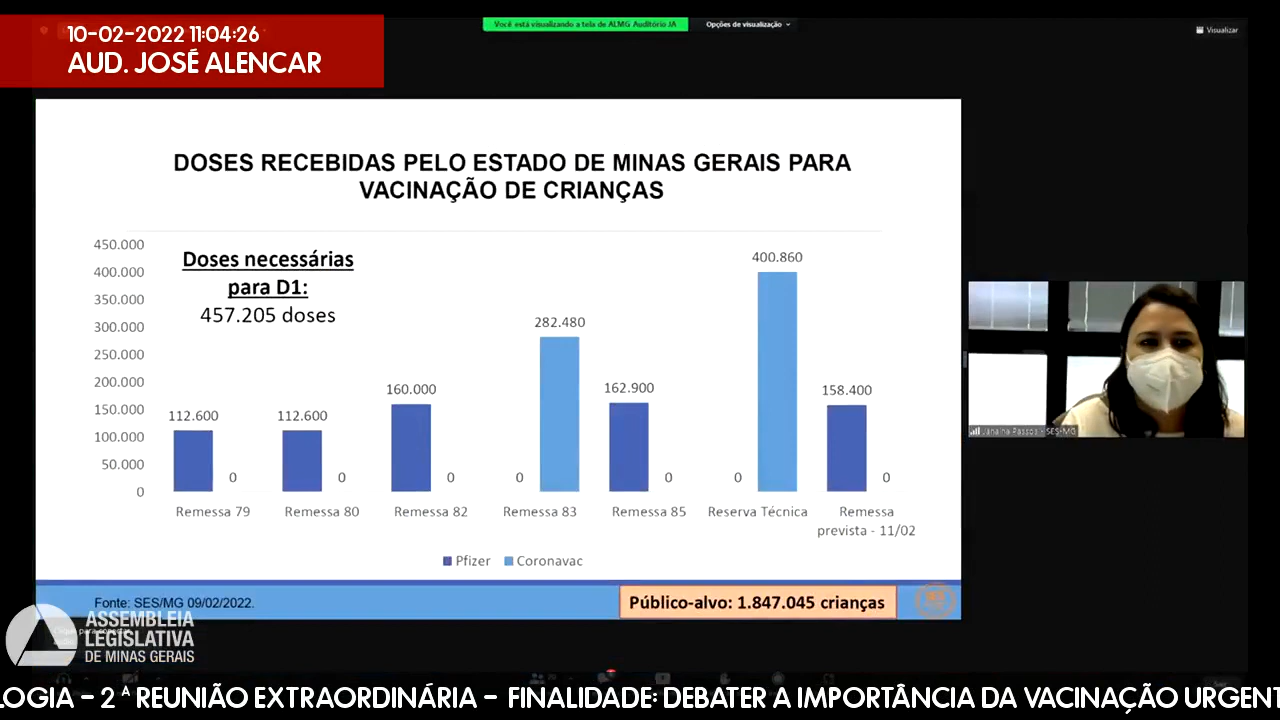 10-02-2022 11:04:26
AUD. JOSÉ ALENCAR
Você está visualizando a tela de ALMG Auditório JA
Opções de visualização
Visualizar
DOSES RECEBIDAS PELO ESTADO DE MINAS GERAIS PARA
VACINAÇÃO DE CRIANÇAS
Doses necessárias
para D1:
457.205 doses
450.000
400.000
350.000
300.000
250.000
200.000
150.000
100.000
50.000
0
112.600
0
112.600
0
160.000
0
0
282.480
162.900
0
0
400.860
158.400
0
Remessa 79
Remessa 80
Remessa 82
Remessa 83
Remessa 85
Reserva Técnica
Remessa
prevista - 11/02
Pfizer
Coronavac
Janaina Passos - SES-MG
Fonte: SES/MG 09/02/2022.
Público-alvo: 1.847.045 crianças
ASSEMBLEIA
LEGISLATIVA
DE MINAS GERAIS
LOGIA – 2 ª REUNIÃO EXTRAORDINÁRIA – FINALIDADE: DEBATER A IMPORTÂNCIA DA VACINAÇÃO URGENT